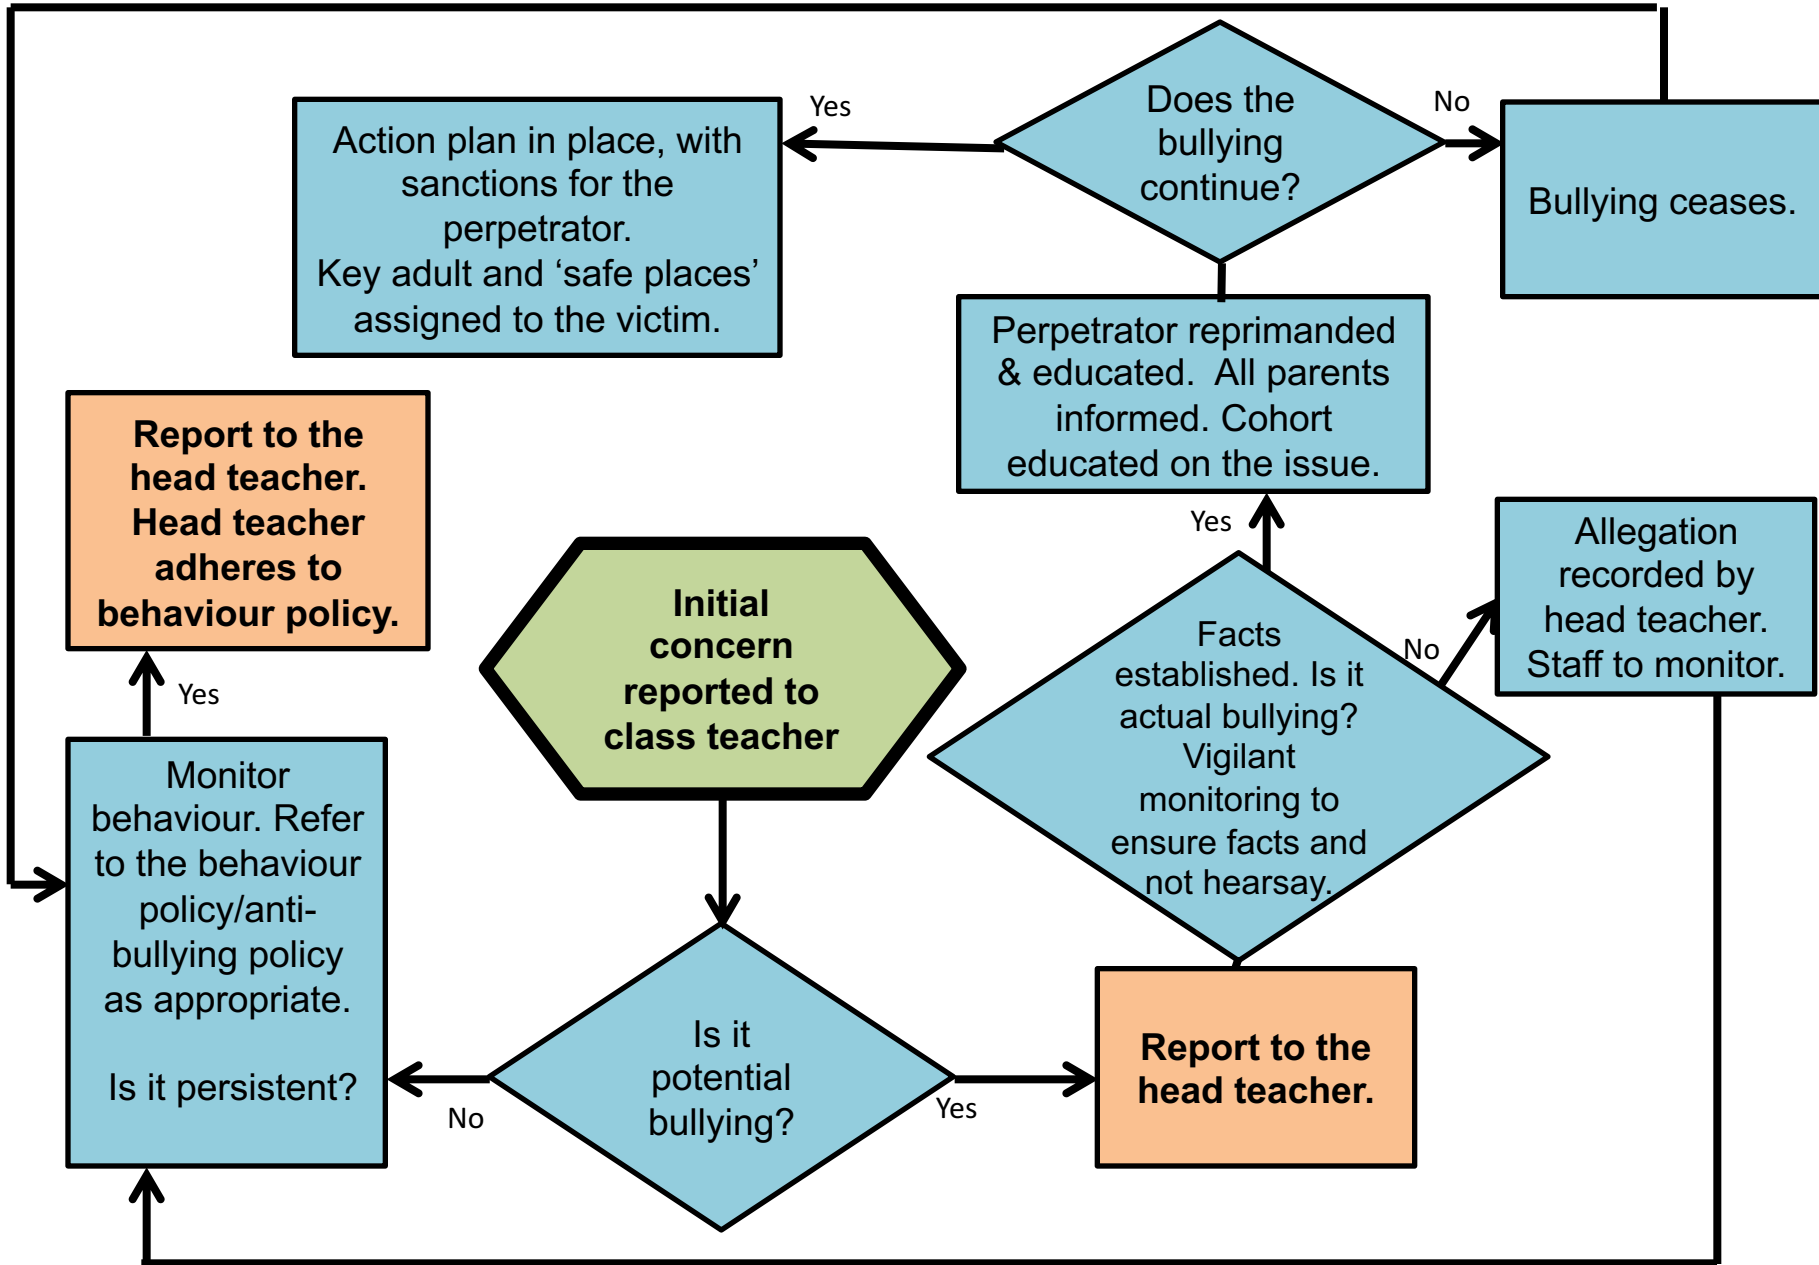 Does the
bullying
continue?
Yes
No
Action plan in place, with
sanctions for the
perpetrator.
Key adult and ‘safe places’
assigned to the victim.
Bullying ceases.
Perpetrator reprimanded
& educated.  All parents
informed. Cohort
educated on the issue.
Report to the
head teacher.
Head teacher
adheres to
behaviour policy.
Yes
Allegation
recorded by
head teacher.
Staff to monitor.
Initial
concern
reported to
class teacher
Facts
established. Is it
actual bullying?
Vigilant
monitoring to
ensure facts and
not hearsay.
No
Yes
Monitor
behaviour. Refer
to the behaviour
policy/anti-
bullying policy
as appropriate.
Is it persistent?
Is it
potential
bullying?
No
Yes
Report to the
head teacher.